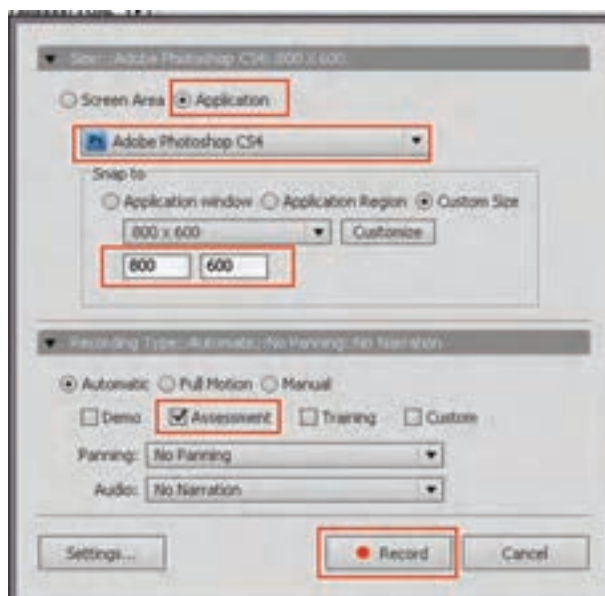 Size: Adobe Photoshop CS4: 800 x 600
Screen Area Application
Ps Adobe Photoshop CS4
Snap to
Application window Application Region Custom Size
800 x 600 Customize
800 600
Recording Type: Automatic: No Panning: No Narration
Automatic Full Motion Manual
Demo Assessment Training Custom
Panning: No Panning
Audio: No Narration
Settings... Record Cancel